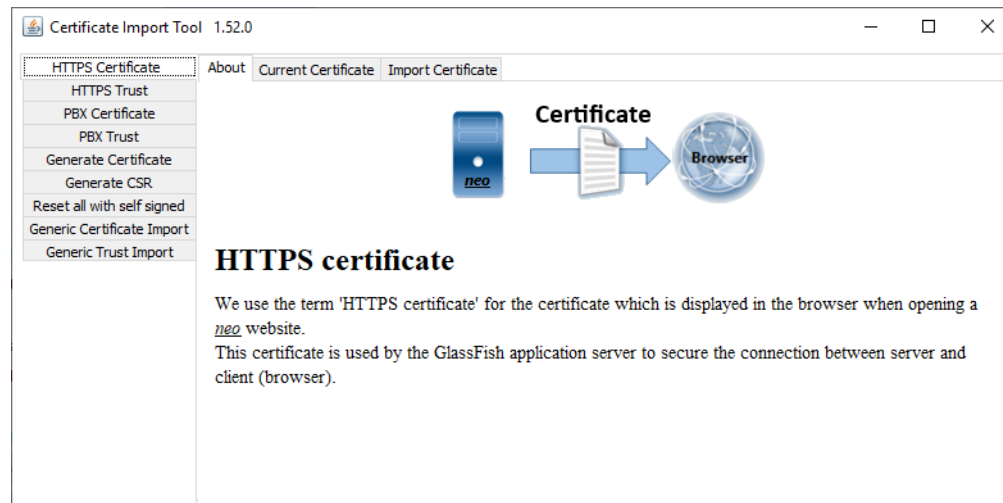 Certificate Import Tool 1.52.0
HTTPS Certificate
HTTPS Trust
PBX Certificate
PBX Trust
Generate Certificate
Generate CSR
Reset all with self signed
Generic Certificate Import
Generic Trust Import
About Current Certificate Import Certificate
Certificate
neo
Browser
HTTPS certificate
We use the term 'HTTPS certificate' for the certificate which is displayed in the browser when opening a
neo website.
This certificate is used by the GlassFish application server to secure the connection between server and
client (browser).